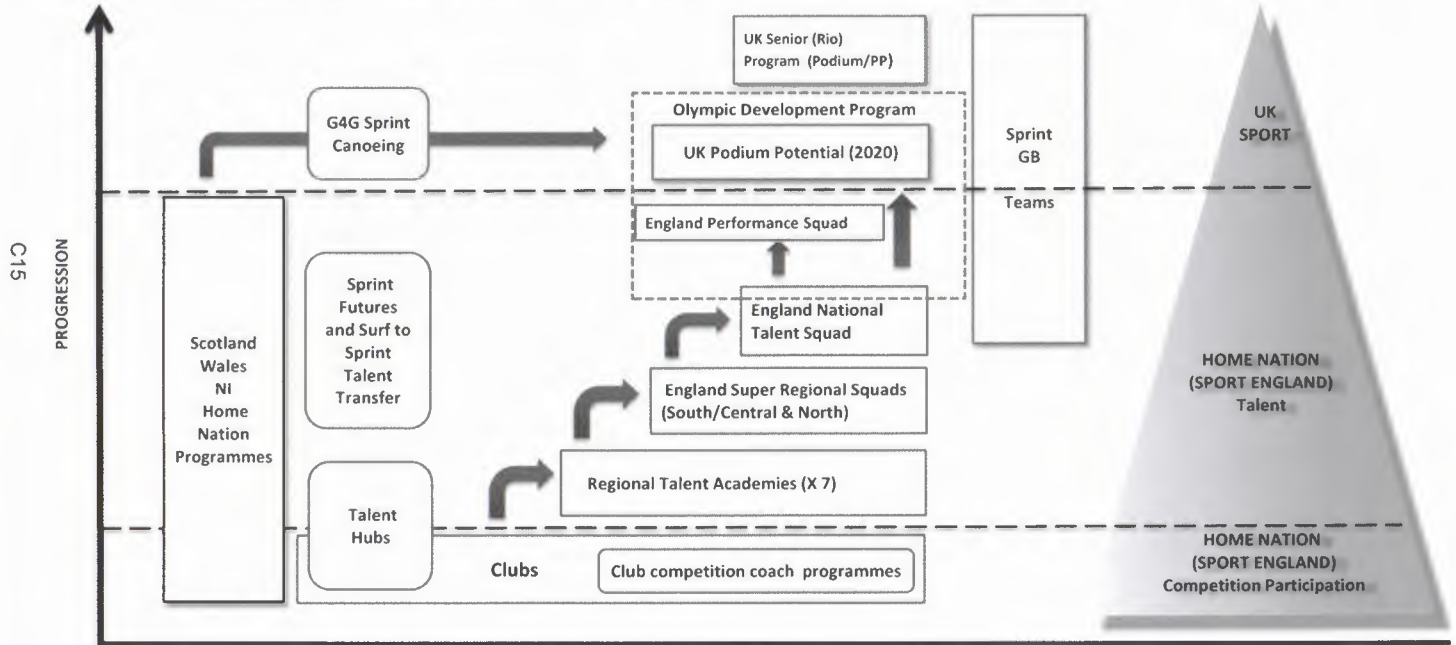 C15
PROGRESSION
UK Senior (Rio)
Program (Podium/PP)
Olympic Development Program
UK Podium Potential (2020)
G4G Sprint
Canoeing
Sprint
GB
Teams
UK
SPORT
England Performance Squad
England National
Talent Squad
Sprint
Futures
and Surf to
Sprint
Talent
Transfer
Scotland
Wales
NI
Home
Nation
Programmes
England Super Regional Squads
(South/Central & North)
HOME NATION
(SPORT ENGLAND)
Talent
Regional Talent Academies (X 7)
Talent
Hubs
Clubs
Club competition coach programmes
HOME NATION
(SPORT ENGLAND)
Competition Participation